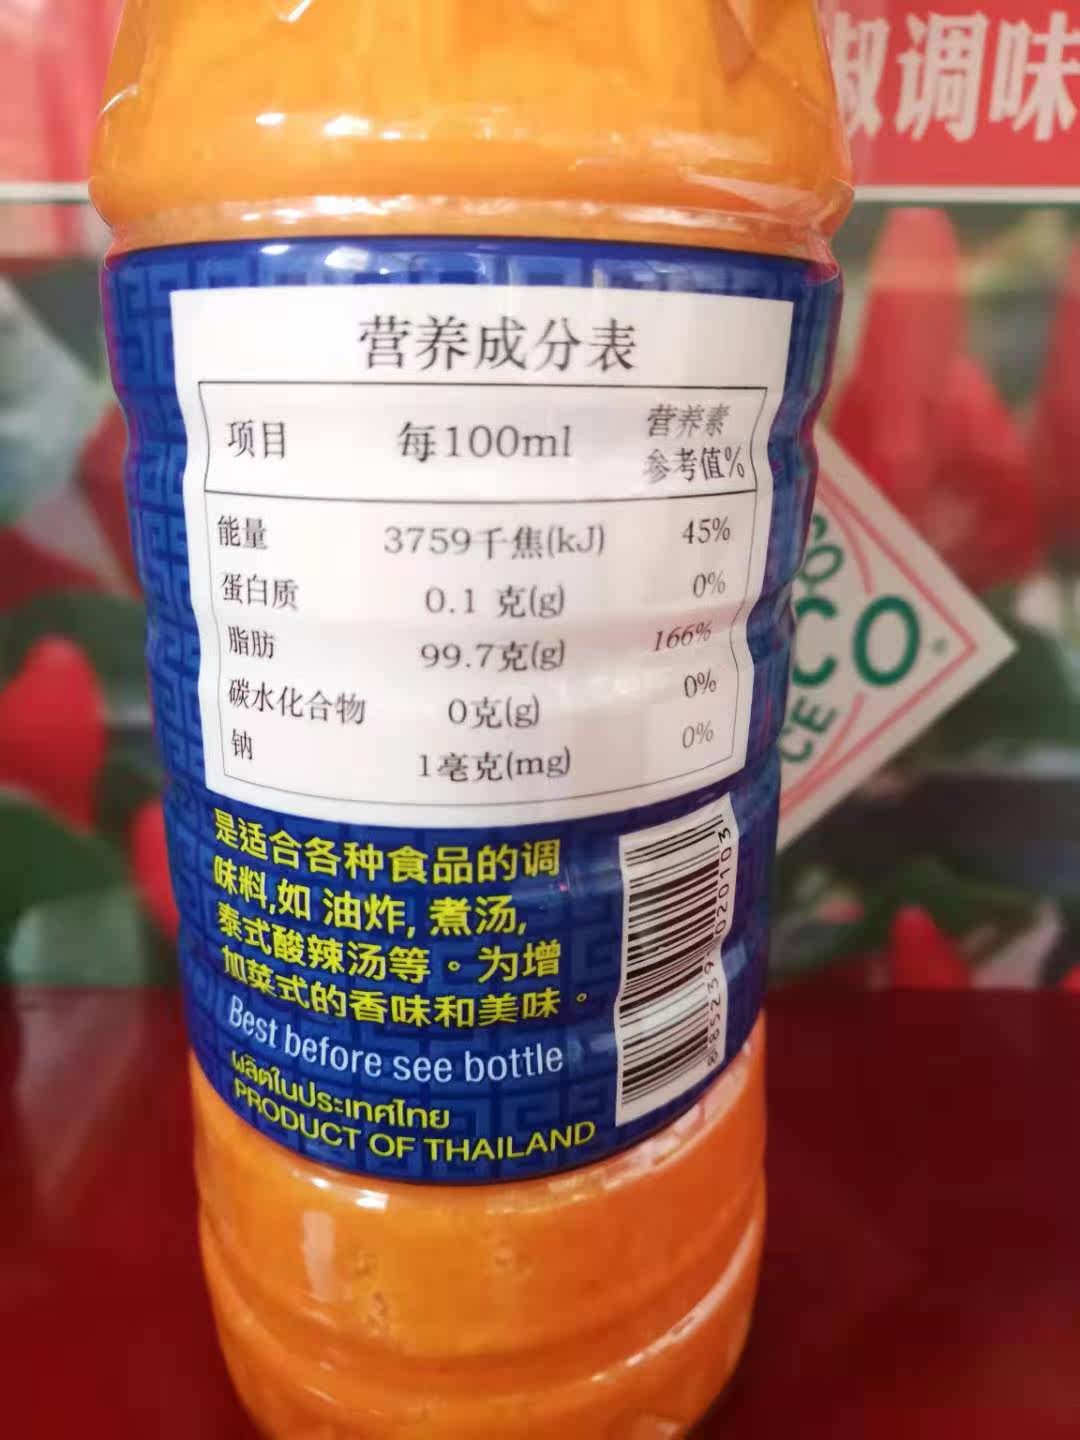 椒调味
营养成分表
项目 每100ml 营养素参考值%
能量 3759千焦(kJ) 45%
蛋白质 0.1 克(g) 0%
脂肪 99.7克(g) 166%
碳水化合物 0克(g) 0%
钠 1毫克(mg) 0%
是适合各种食品的调
味料,如 油炸, 煮汤,
泰式酸辣汤等。为增
加菜式的香味和美味。
Best before see bottle
ผลิตในประเทศไทย
PRODUCT OF THAILAND